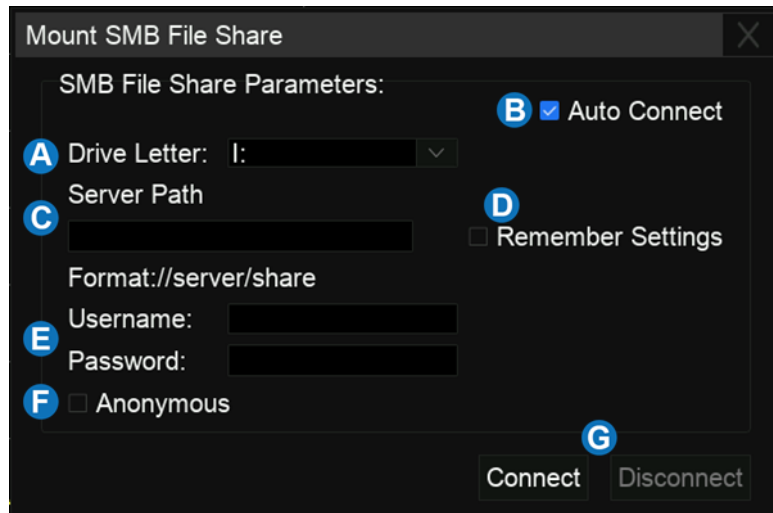 Mount SMB File Share X
SMB File Share Parameters:
B Auto Connect
A Drive Letter: I:
Server Path
C
D
Remember Settings
Format://server/share
Username:
E
Password:
F Anonymous
G
Connect Disconnect